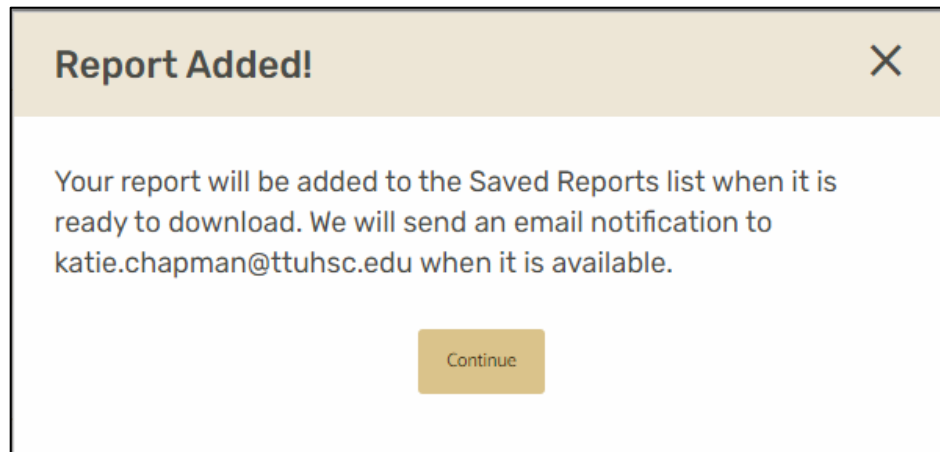 Report Added!
Your report will be added to the Saved Reports list when it is
ready to download. We will send an email notification to
katie.chapman@ttuhsc.edu when it is available.
Continue